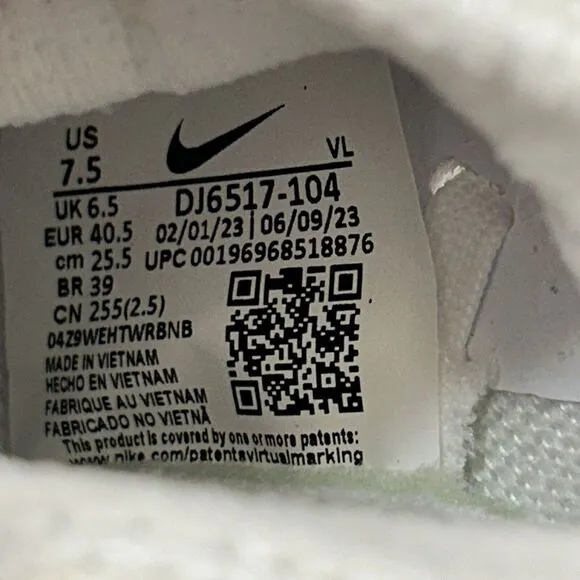 US
7.5
VL
UK 6.5
DJ6517-104
EUR 40.5
02/01/23 | 06/09/23
cm 25.5
UPC 00196968518876
BR 39
CN 255(2.5)
04Z9WEHTWRBNB
MADE IN VIETNAM
HECHO EN VIETNAM
FABRIQUE AU VIETNAM
FABRICADO NO VIETNÃ
This product is covered by one or more patents:
www.nike.com/patentsvirtualmarking